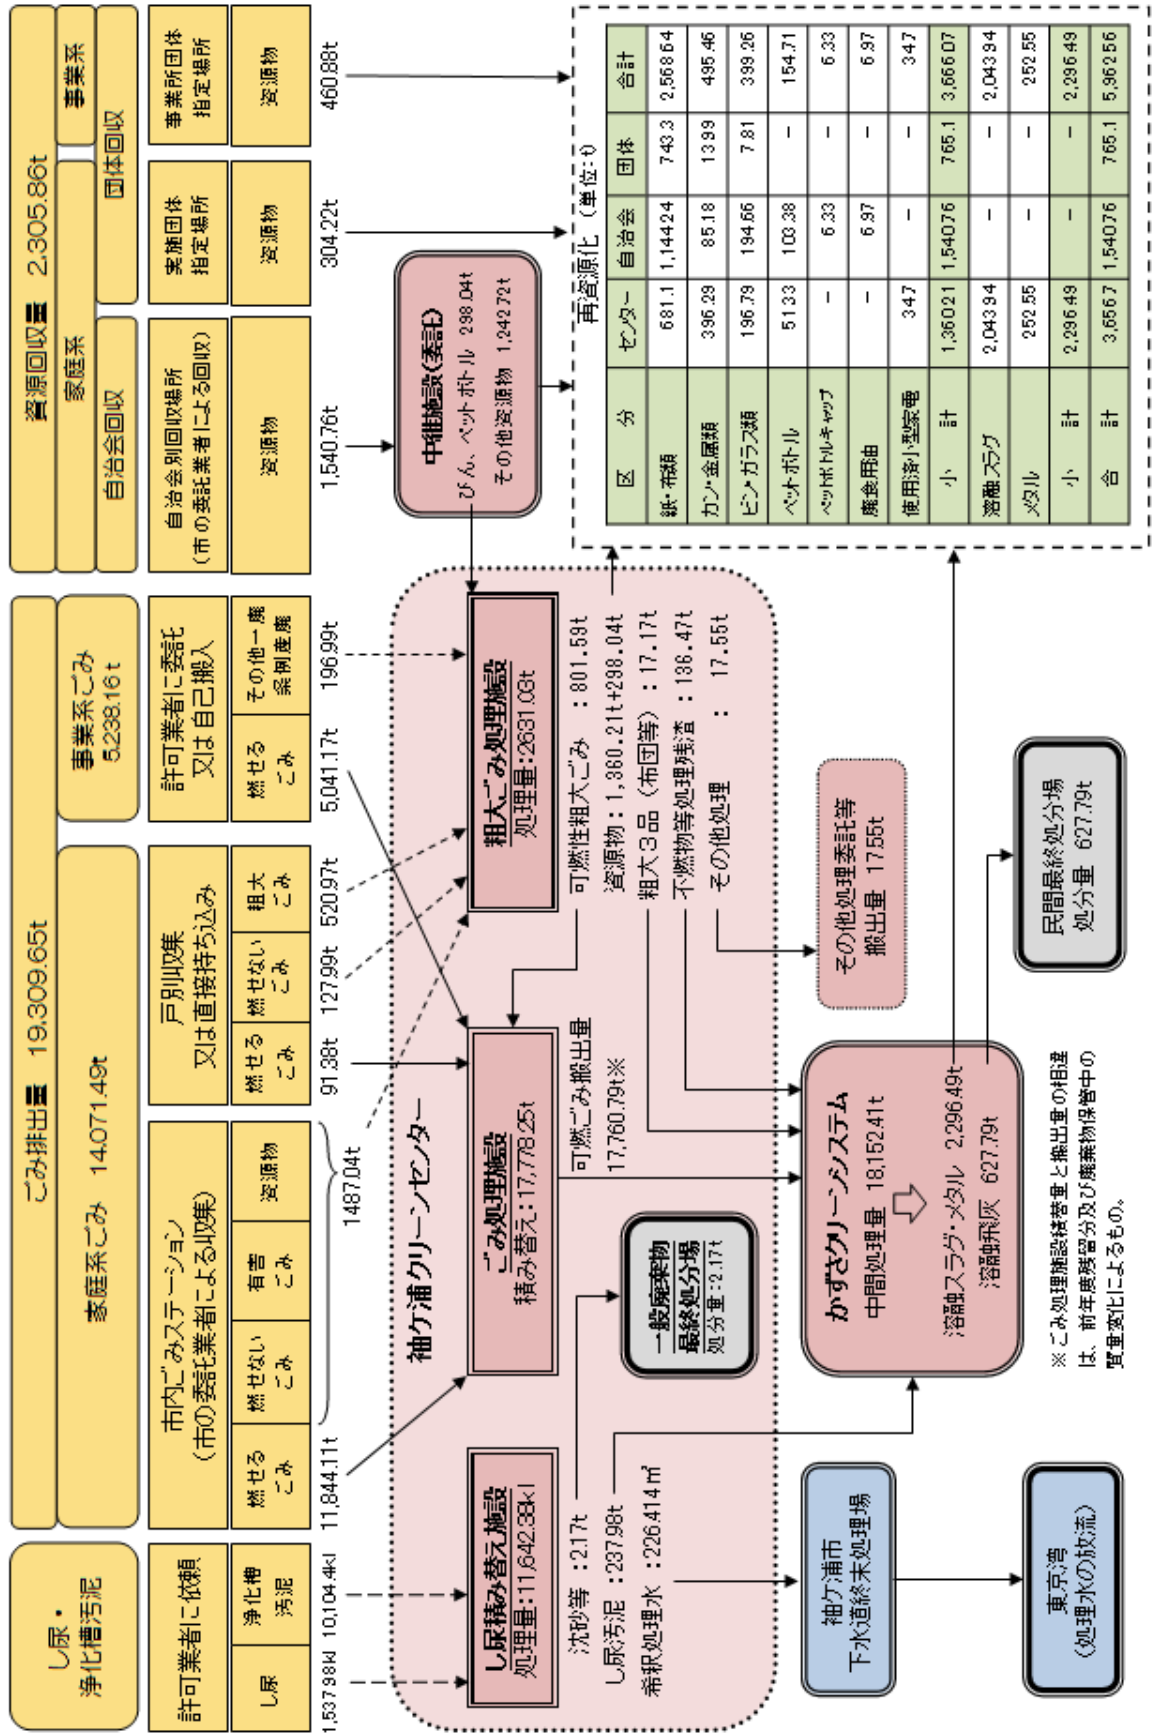 し尿・
浄化槽汚泥
許可業者に依頼
し尿
浄化槽
汚泥
1,537.98kl
10,104.4kl
ごみ排出量 19,309.65t
家庭系ごみ 14,071.49t
事業系ごみ
5,238.16t
市内ごみステーション
(市の委託業者による収集)
燃せる
ごみ
燃せない
ごみ
有害
ごみ
資源物
11,844.11t
1487.04t
戸別収集
又は直接持ち込み
燃せる
ごみ
燃せない
ごみ
粗大
ごみ
91.38t
127.99t
520.97t
許可業者に委託
又は自己搬入
燃せる
ごみ
その他一廃
条例産廃
5,041.17t
196.99t
資源回収量 2,305.86t
家庭系
事業系
自治会回収
団体回収
自治会別回収場所
(市の委託業者による回収)
資源物
1,540.76t
実施団体
指定場所
資源物
304.22t
事業所団体
指定場所
資源物
460.88t
中継施設(委託)
びん、ペットボトル 298.04t
その他資源物 1,242.72t
袖ケ浦クリーンセンター
し尿積み替え施設
処理量:11,642.38kl
沈砂等 :2.17t
し尿汚泥 :237.98t
希釈処理水 :226.414㎥
ごみ処理施設
積み替え:17,778.25t
可燃ごみ搬出量
17,760.79t※
一般廃棄物
最終処分場
処分量:2.17t
粗大ごみ処理施設
処理量:2631.03t
可燃性粗大ごみ :801.59t
資源物:1,360.21t+298.04t
粗大3品(布団等) :17.17t
不燃物等処理残渣 :136.47t
その他処理 : 17.55t
再資源化 (単位:t)
区 分 センター 自治会 団体 合計
紙・布類 681.1 1,144.24 743.3 2,568.64
カン・金属類 396.29 85.18 13.99 495.46
ビン・ガラス類 196.79 194.66 7.81 399.26
ペットボトル 51.33 103.38 － 154.71
ペットボトルキャップ － 6.33 － 6.33
廃食用油 － 6.97 － 6.97
使用済小型家電 34.7 － － 34.7
小 計 1,360.21 1,540.76 765.1 3,666.07
溶融スラグ 2,043.94 － － 2,043.94
メタル 252.55 － － 252.55
小 計 2,296.49 － － 2,296.49
合 計 3,656.7 1,540.76 765.1 5,962.56
袖ケ浦市
下水道終末処理場
東京湾
(処理水の放流)
かずさクリーンシステム
中間処理量 18,152.41t
溶融スラグ・メタル 2,296.49t
溶融飛灰 627.79t
その他処理委託等
搬出量 17.55t
民間最終処分場
処分量 627.79t
※ごみ処理施設積替量と搬出量の相違
は、前年度残留分及び廃棄物保管中の
質量変化によるもの。